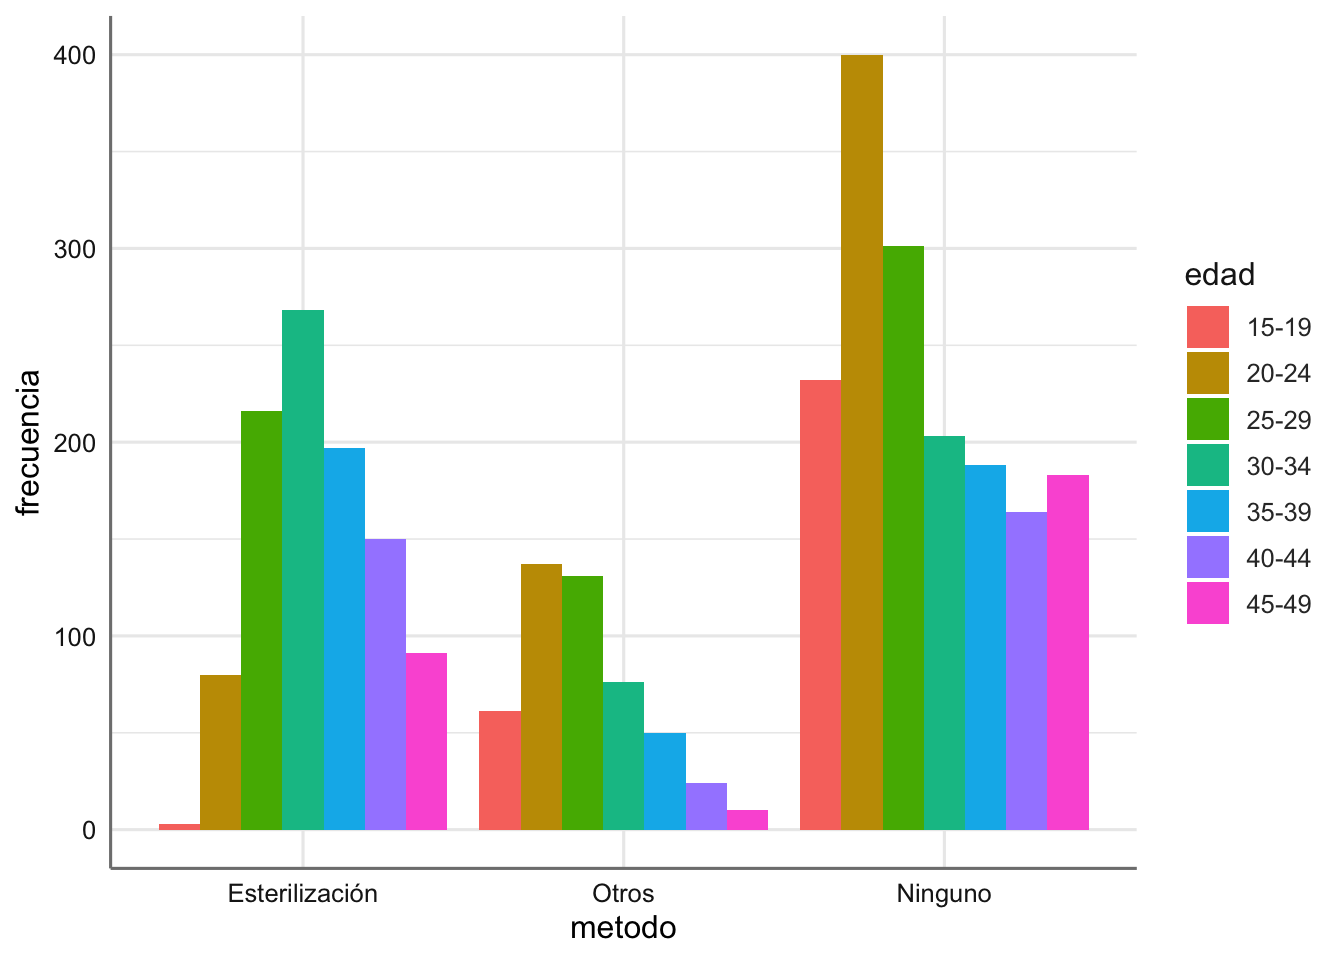 400
300
200
100
0
frecuencia
Esterilización
Otros
Ninguno
metodo
edad
15-19
20-24
25-29
30-34
35-39
40-44
45-49